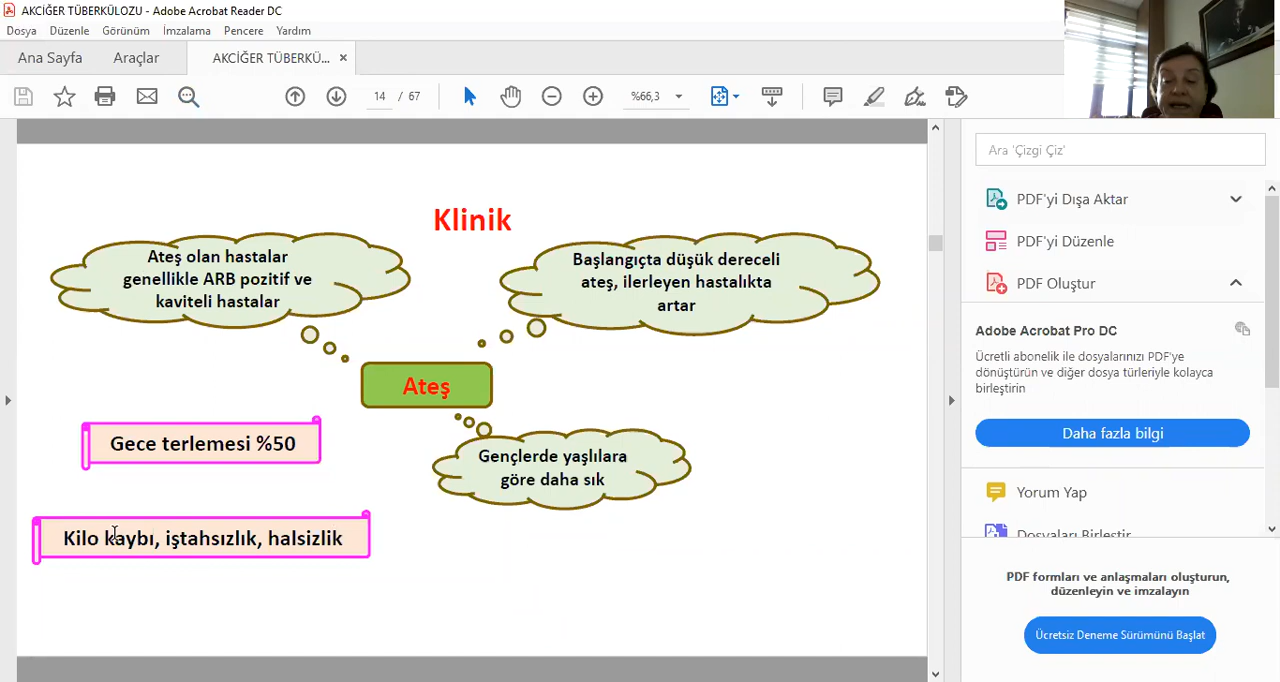 AKCİĞER TÜBERKÜLOZU - Adobe Acrobat Reader DC
Dosya Düzenle Görünüm İmzalama Pencere Yardım
Ana Sayfa Araçlar AKCİĞER TÜBERKÜ... ×
14 / 67 %66,3
Klinik
Ateş olan hastalar
genellikle ARB pozitif ve
kaviteli hastalar
Başlangıçta düşük dereceli
ateş, ilerleyen hastalıkta
artar
Ateş
Gece terlemesi %50
Gençlerde yaşlılara
göre daha sık
Kilo kaybı, iştahsızlık, halsizlik
Ara 'Çizgi Çiz'
PDF'yi Dışa Aktar
PDF'yi Düzenle
PDF Oluştur
Adobe Acrobat Pro DC
Ücretli abonelik ile dosyalarınızı PDF'ye
dönüştürün ve diğer dosya türleriyle kolayca
birleştirin
Daha fazla bilgi
Yorum Yap
Dosyaları Birleştir
PDF formları ve anlaşmaları oluşturun,
düzenleyin ve imzalayın
Ücretsiz Deneme Sürümünü Başlat